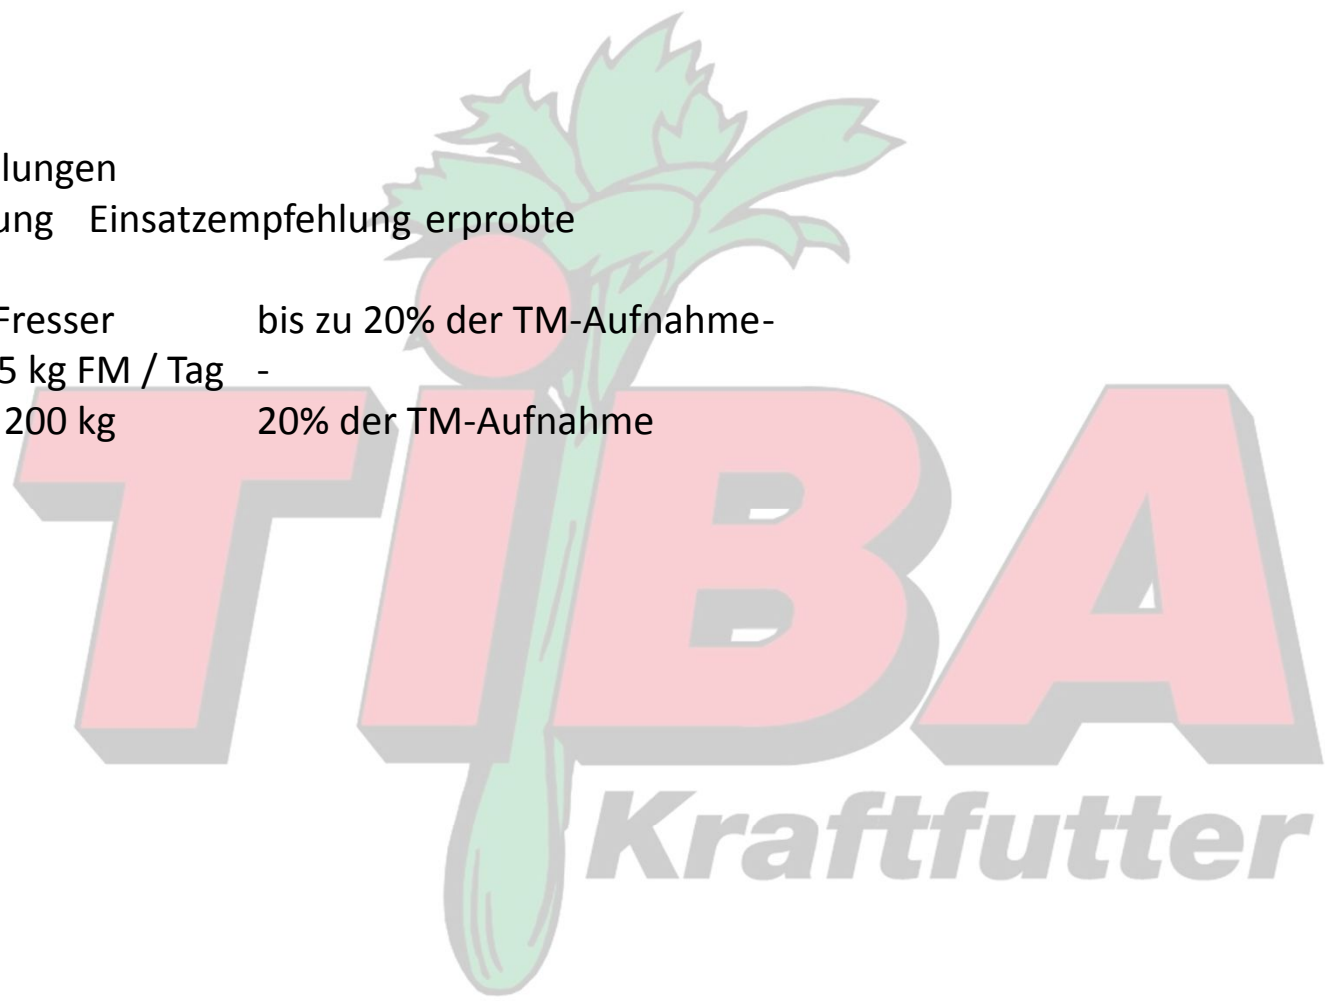 lungen
ung Einsatzempfehlung erprobte
Fresser bis zu 20% der TM-Aufnahme-
5 kg FM / Tag -
200 kg 20% der TM-Aufnahme
TiBA
Kraftfutter